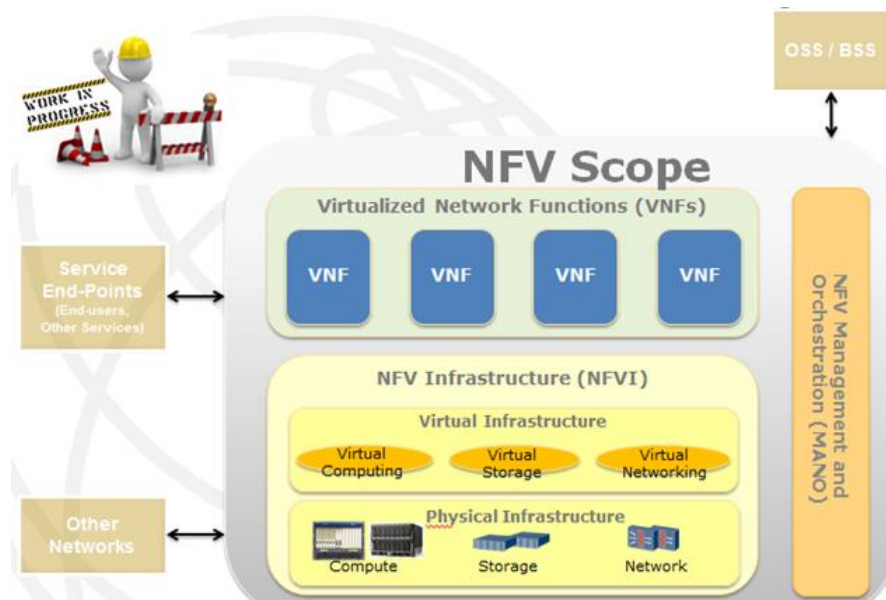 OSS / BSS
WORK IN
PROGRESS
NFV Scope
Virtualized Network Functions (VNFs)
VNF
VNF
VNF
VNF
Service
End-Points
(End-users,
Other Services)
NFV Management and
Orchestration (MANO)
NFV Infrastructure (NFVI)
Virtual Infrastructure
Virtual
Computing
Virtual
Storage
Virtual
Networking
Other
Networks
Physical Infrastructure
Compute
Storage
Network